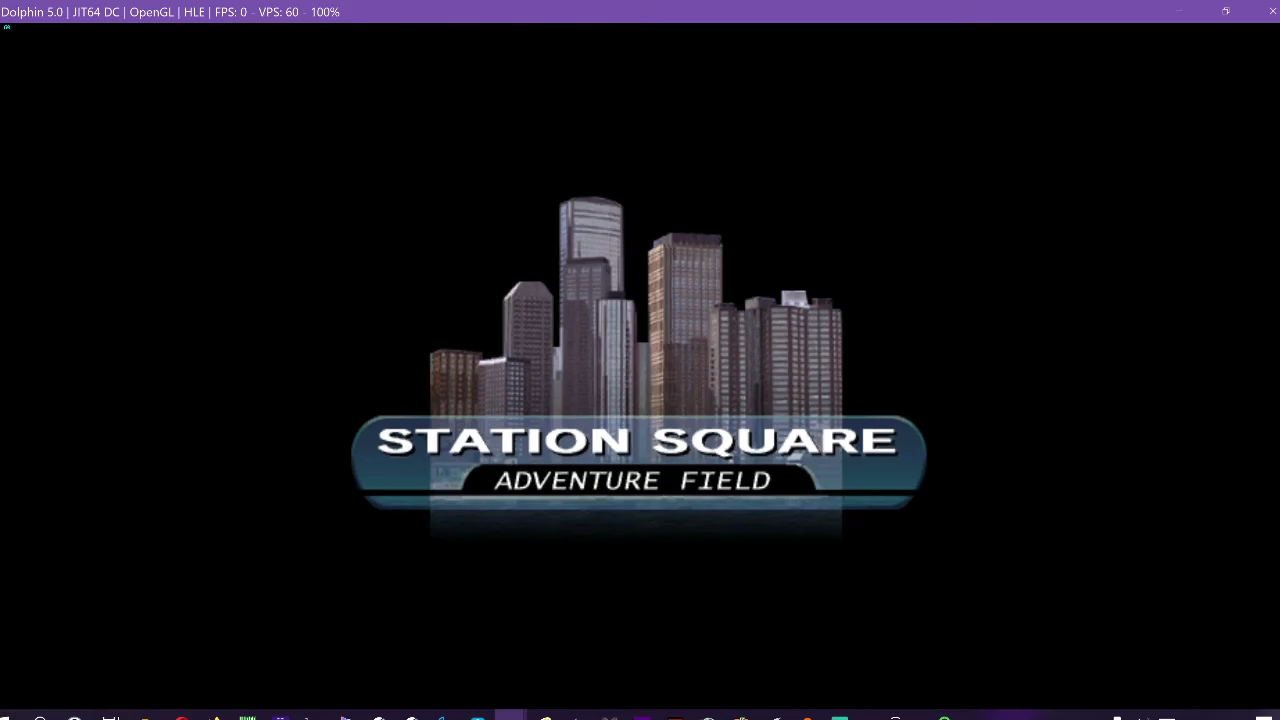 Dolphin 5.0 | JIT64 DC | OpenGL | HLE | FPS: 0 - VPS: 60 - 100%
STATION SQUARE
ADVENTURE FIELD